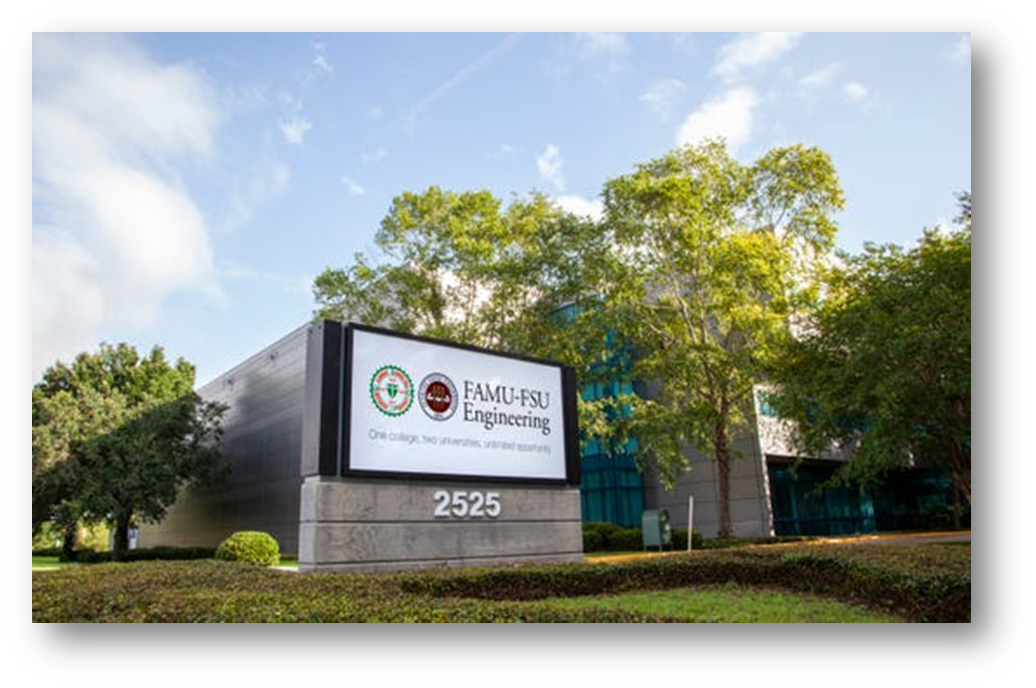 FAMU-FSU
Engineering
One college, two universities, unlimited opportunity
2525